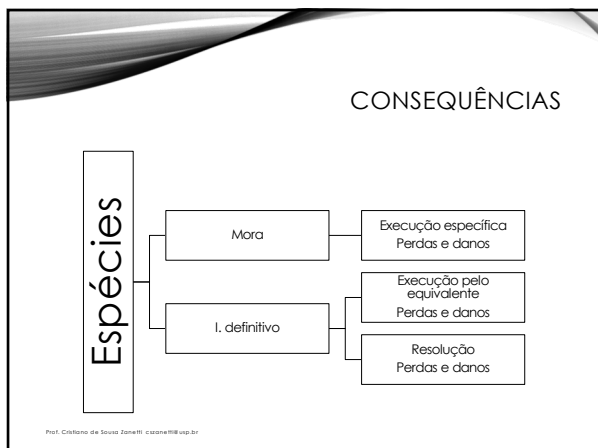 CONSEQUÊNCIAS
Espécies
Mora
Execução específica
Perdas e danos
I. definitivo
Execução pelo
equivalente
Perdas e danos
Resolução
Perdas e danos
Prof. Cristiano de Sousa Zanetti cszanetti@usp.br